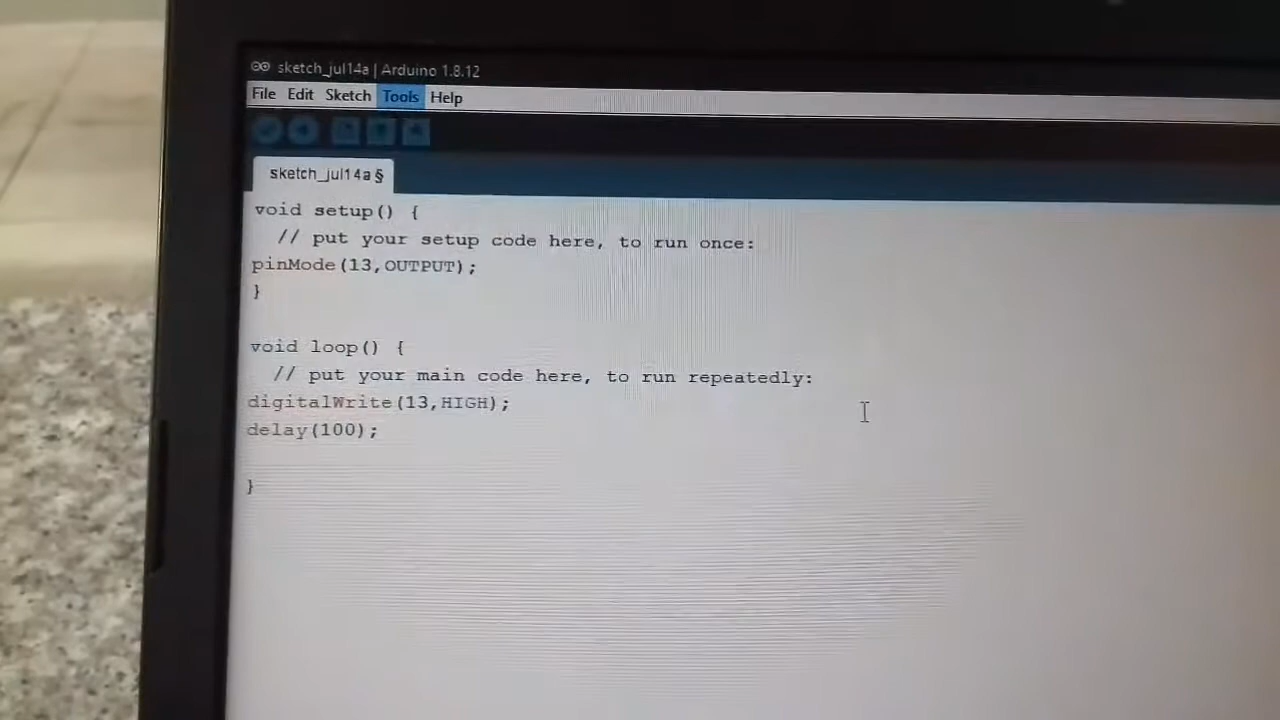 sketch_jul14a | Arduino 1.8.12
File Edit Sketch Tools Help
sketch_jul14a§
void setup() {
  // put your setup code here, to run once:
pinMode(13,OUTPUT);
}
void loop() {
  // put your main code here, to run repeatedly:
digitalWrite(13,HIGH);
delay(100);
}